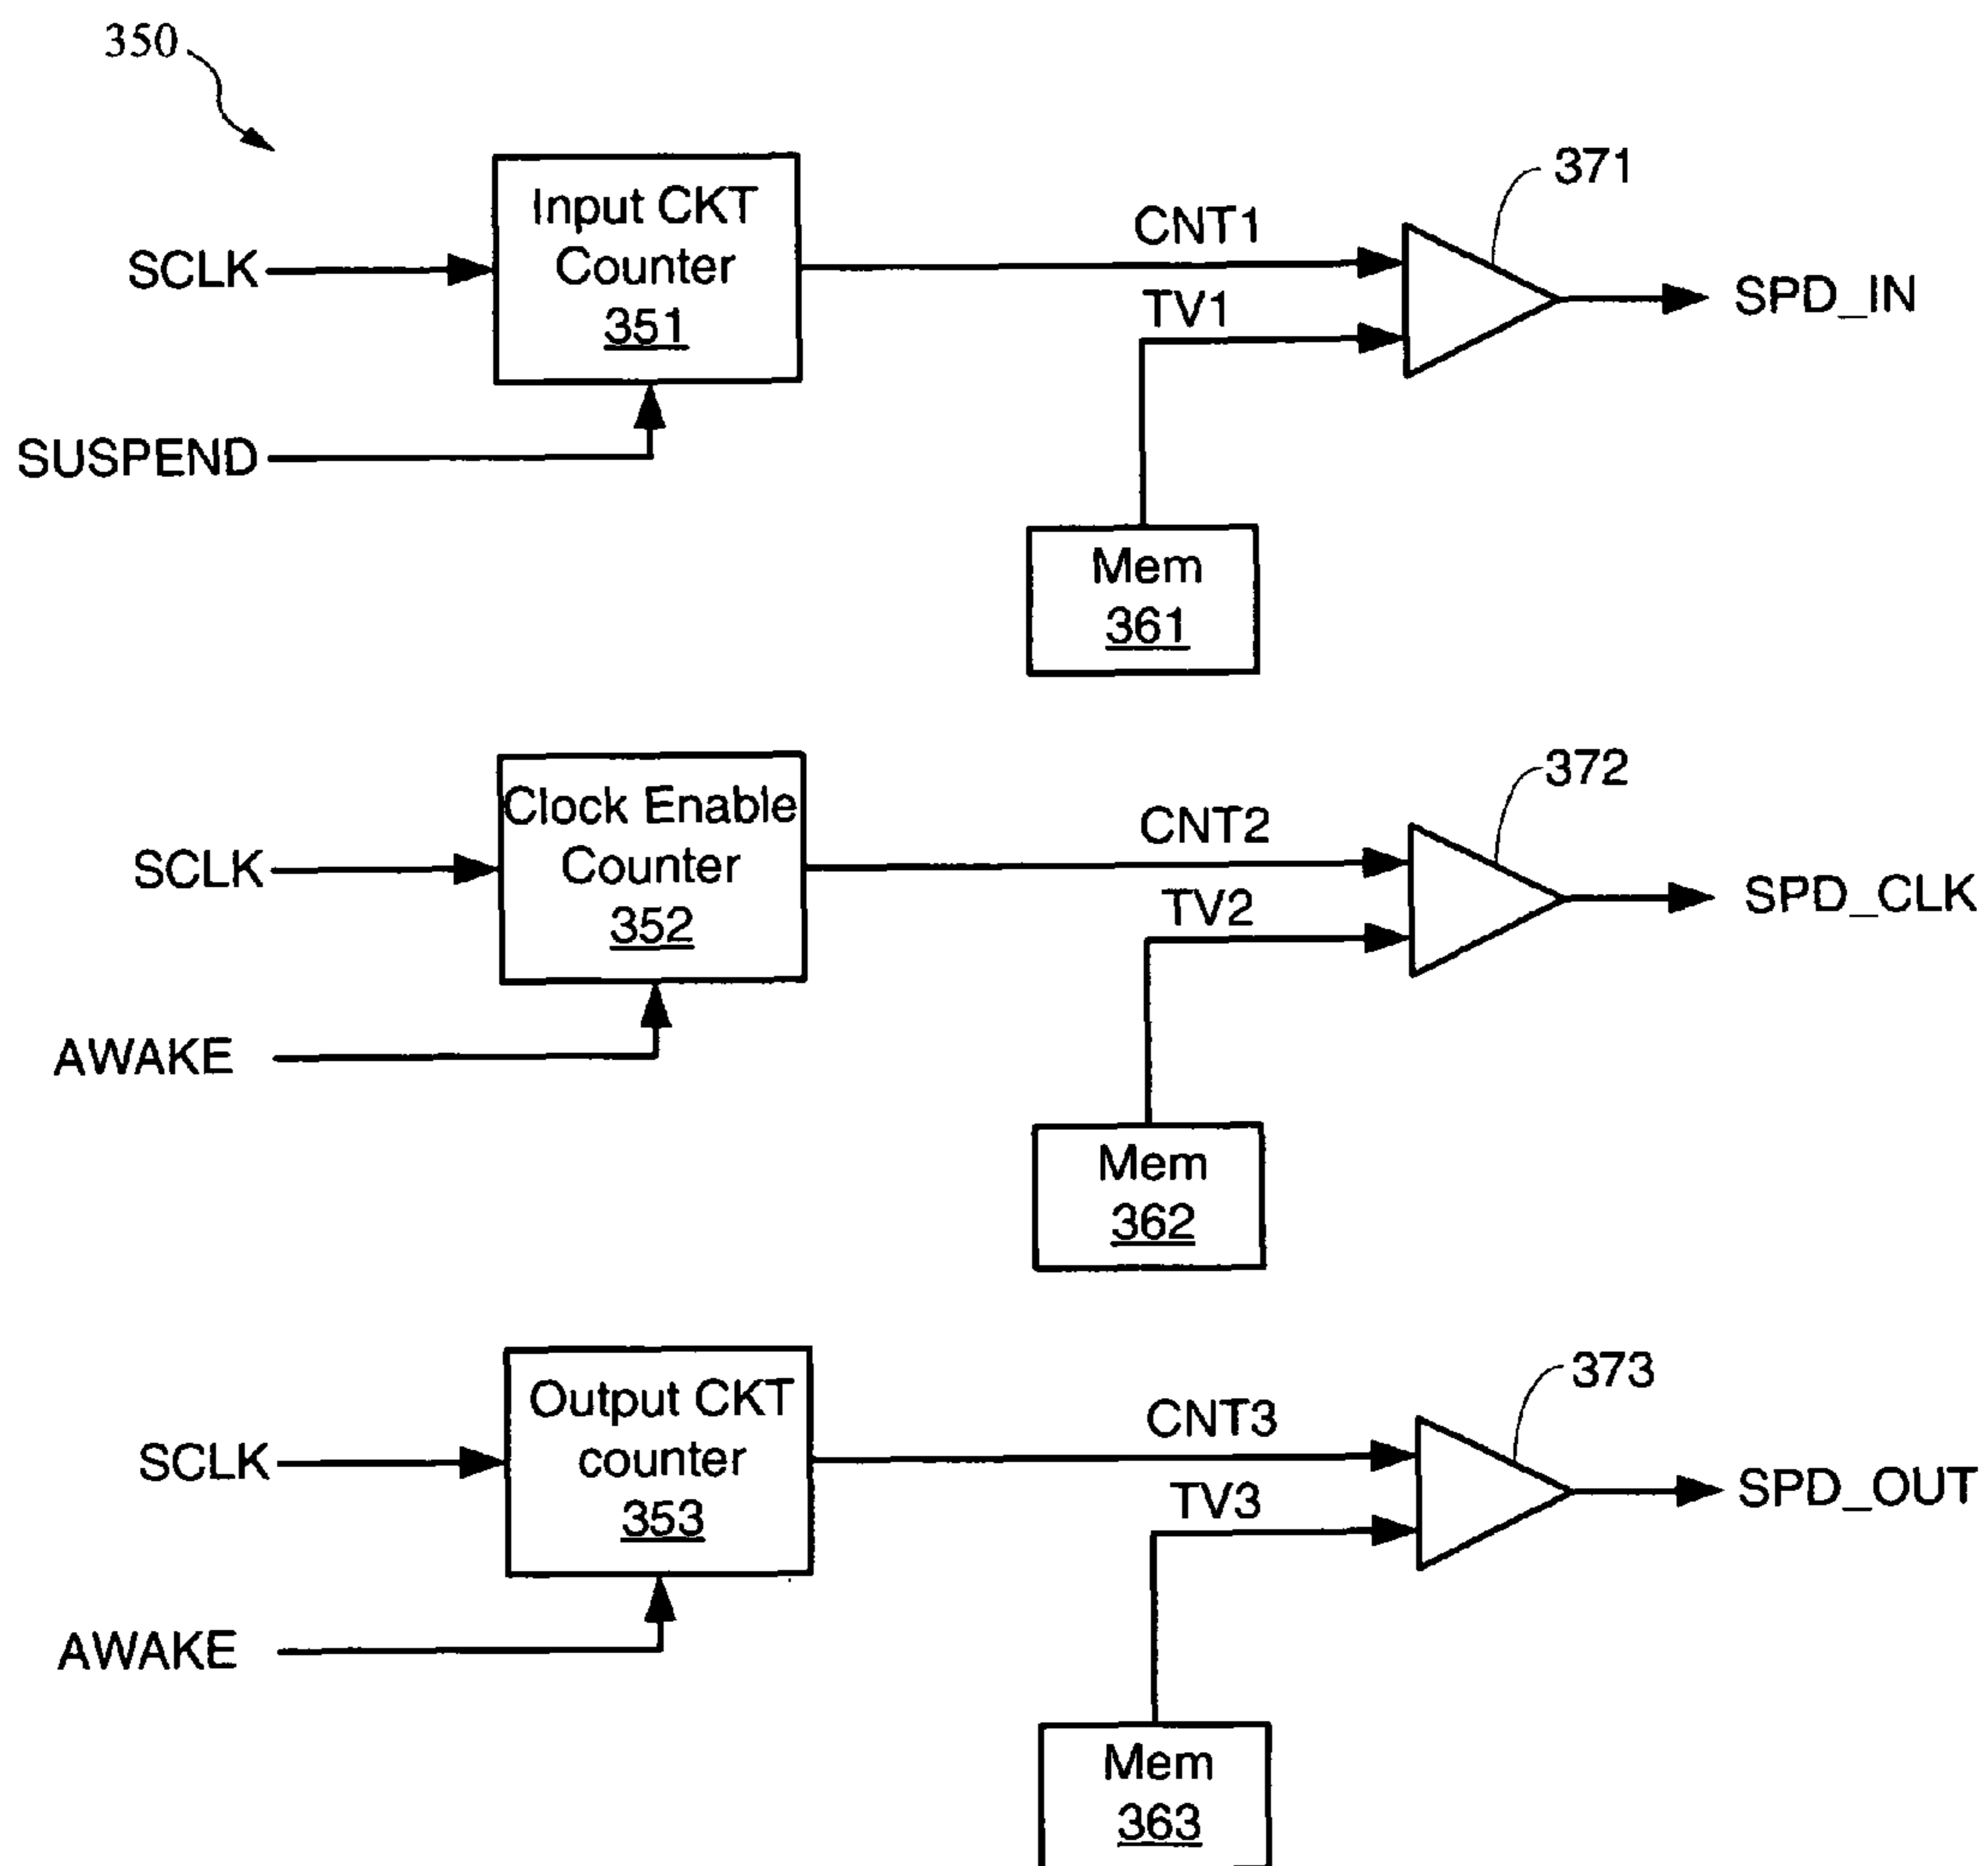 350
371
Input CKT
Counter
351
SCLK
CNT1
TV1
SPD_IN
SUSPEND
Mem
361
372
Clock Enable
Counter
352
SCLK
CNT2
TV2
SPD_CLK
AWAKE
Mem
362
373
Output CKT
counter
353
SCLK
CNT3
TV3
SPD_OUT
AWAKE
Mem
363